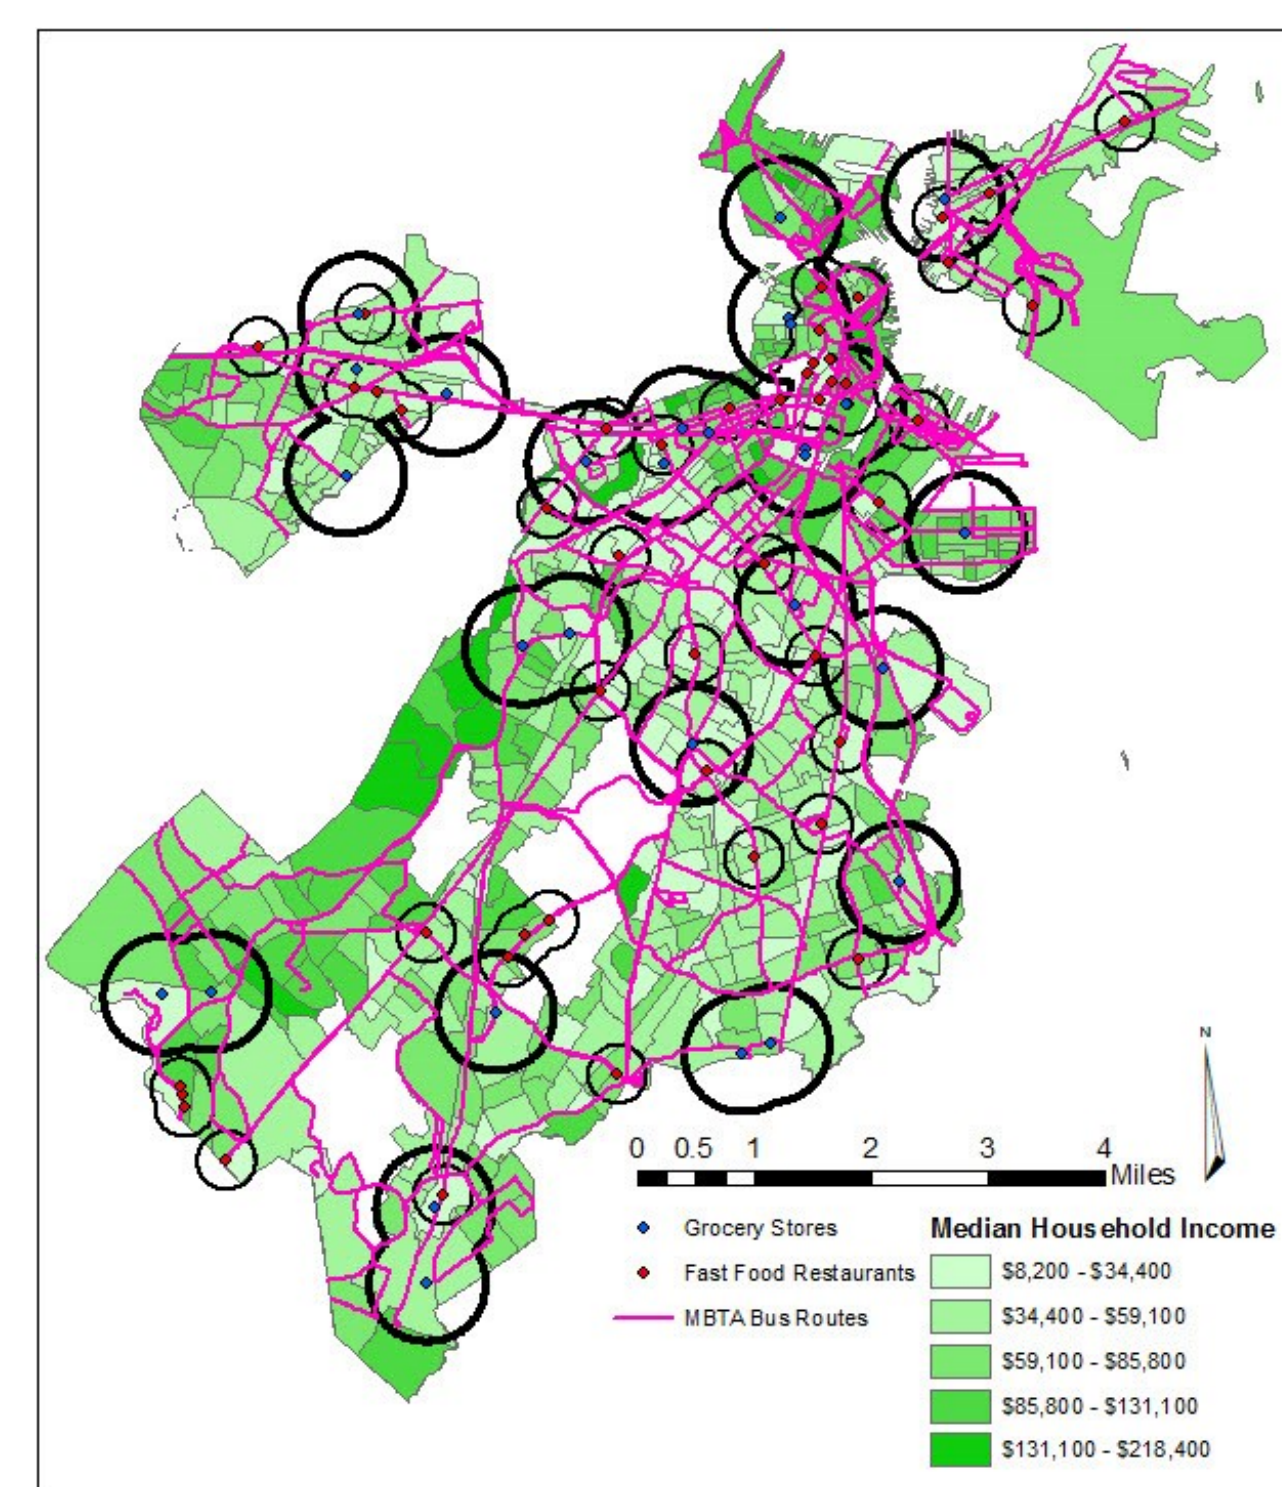 N
0 0.5 1 2 3 4
Miles
Grocery Stores
Fast Food Restaurants
MBTA Bus Routes
Median Household Income
$8,200 - $34,400
$34,400 - $59,100
$59,100 - $85,800
$85,800 - $131,100
$131,100 - $218,400